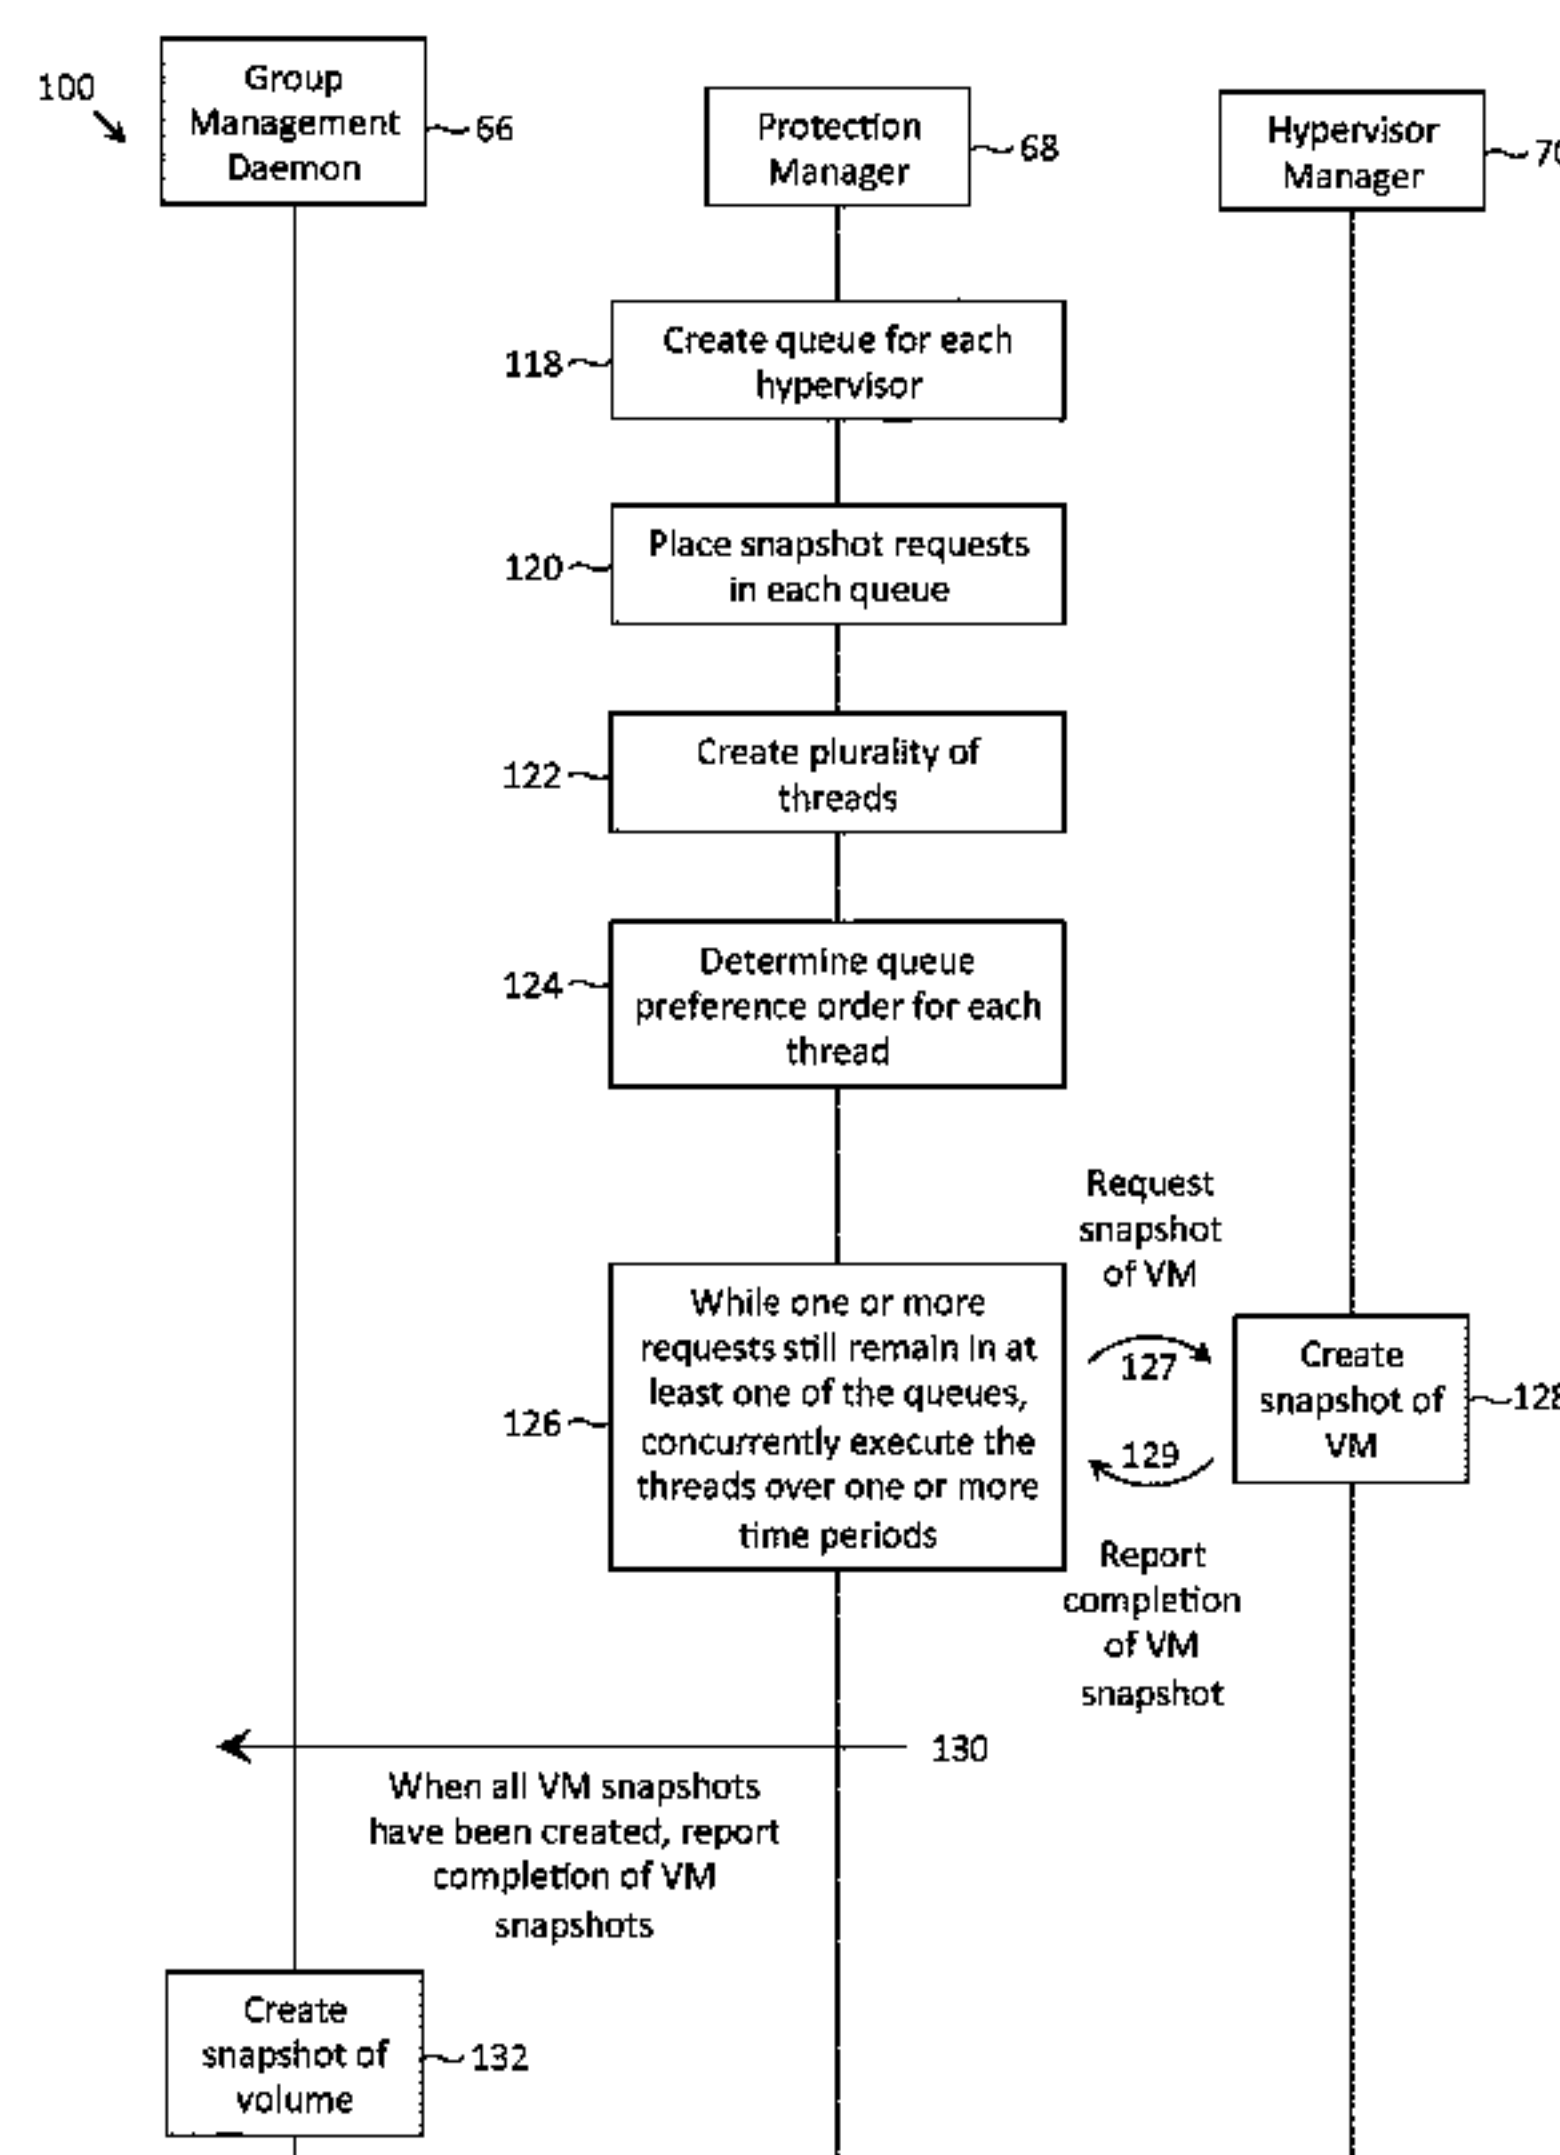 100
Group
Management
Daemon
66
Protection
Manager
68
Hypervisor
Manager
70
118
Create queue for each
hypervisor
120
Place snapshot requests
in each queue
122
Create plurality of
threads
124
Determine queue
preference order for each
thread
126
While one or more
requests still remain in at
least one of the queues,
concurrently execute the
threads over one or more
time periods
Request
snapshot
of VM
127
129
Report
completion
of VM
snapshot
Create
snapshot of
VM
128
130
When all VM snapshots
have been created, report
completion of VM
snapshots
Create
snapshot of
volume
132